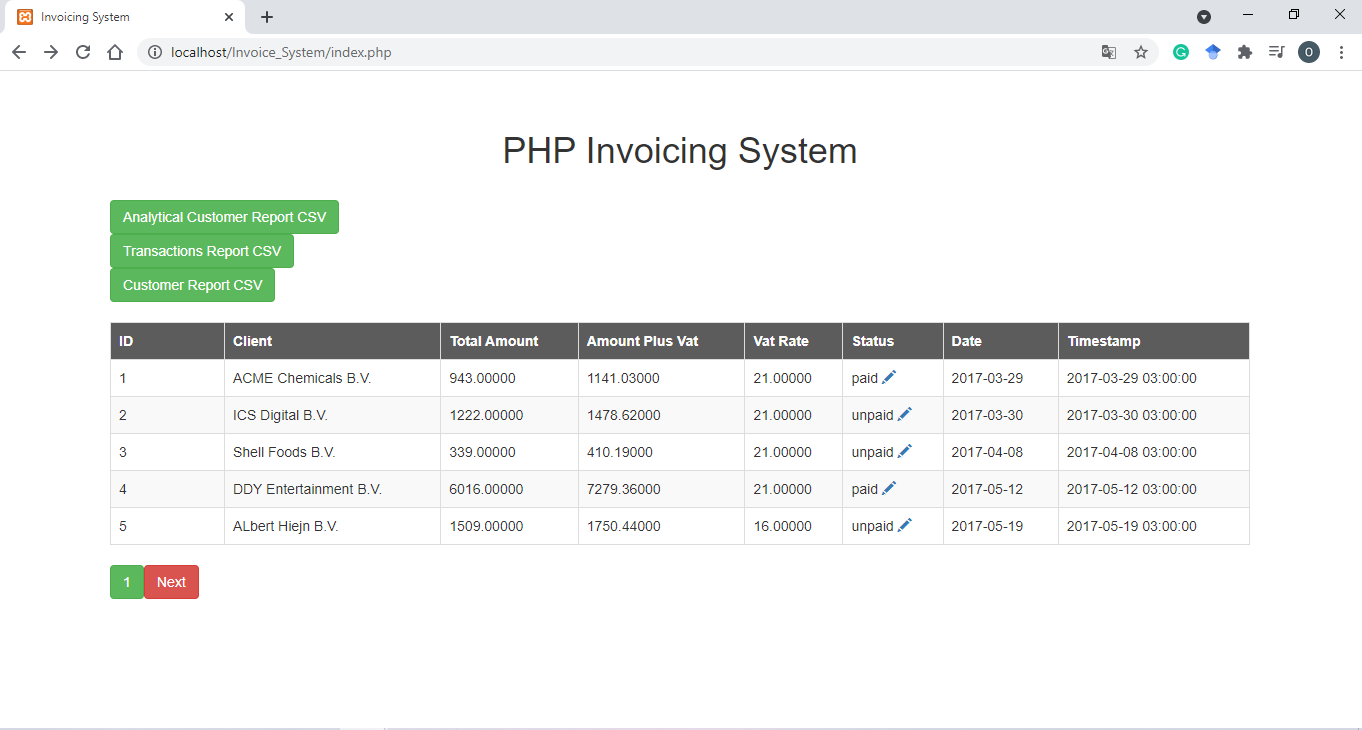 Invoicing System
localhost/Invoice_System/index.php
O
PHP Invoicing System
Analytical Customer Report CSV
Transactions Report CSV
Customer Report CSV
ID Client Total Amount Amount Plus Vat Vat Rate Status Date Timestamp
1 ACME Chemicals B.V. 943.00000 1141.03000 21.00000 paid 2017-03-29 2017-03-29 03:00:00
2 ICS Digital B.V. 1222.00000 1478.62000 21.00000 unpaid 2017-03-30 2017-03-30 03:00:00
3 Shell Foods B.V. 339.00000 410.19000 21.00000 unpaid 2017-04-08 2017-04-08 03:00:00
4 DDY Entertainment B.V. 6016.00000 7279.36000 21.00000 paid 2017-05-12 2017-05-12 03:00:00
5 ALbert Hiejn B.V. 1509.00000 1750.44000 16.00000 unpaid 2017-05-19 2017-05-19 03:00:00
1 Next